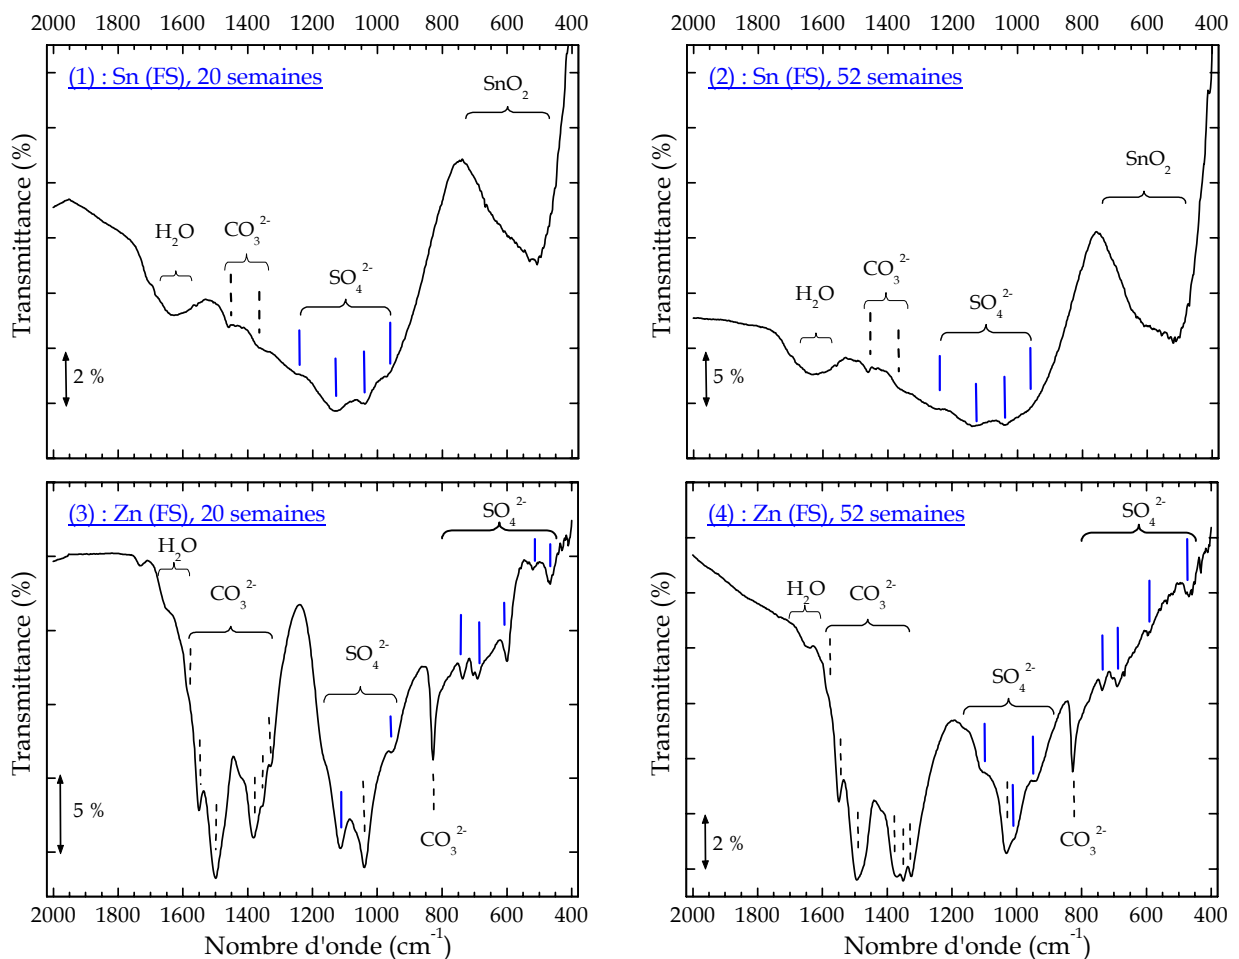 2000 1600 1200 1000 800 600 400
2000 1600 1200 1000 800 600 400
(1) : Sn (FS), 20 semaines
SnO2
H2O
CO3 2-
SO4 2-
2 %
Transmittance (%)
(2) : Sn (FS), 52 semaines
SnO2
H2O
CO3 2-
SO4 2-
5 %
Transmittance (%)
(3) : Zn (FS), 20 semaines
SO4 2-
H2O
CO3 2-
SO4 2-
5 %
CO3 2-
Transmittance (%)
(4) : Zn (FS), 52 semaines
SO4 2-
H2O
CO3 2-
SO4 2-
2 %
CO3 2-
Transmittance (%)
2000 1800 1600 1400 1200 1000 800 600 400
Nombre d'onde (cm-1)
2000 1800 1600 1400 1200 1000 800 600 400
Nombre d'onde (cm-1)